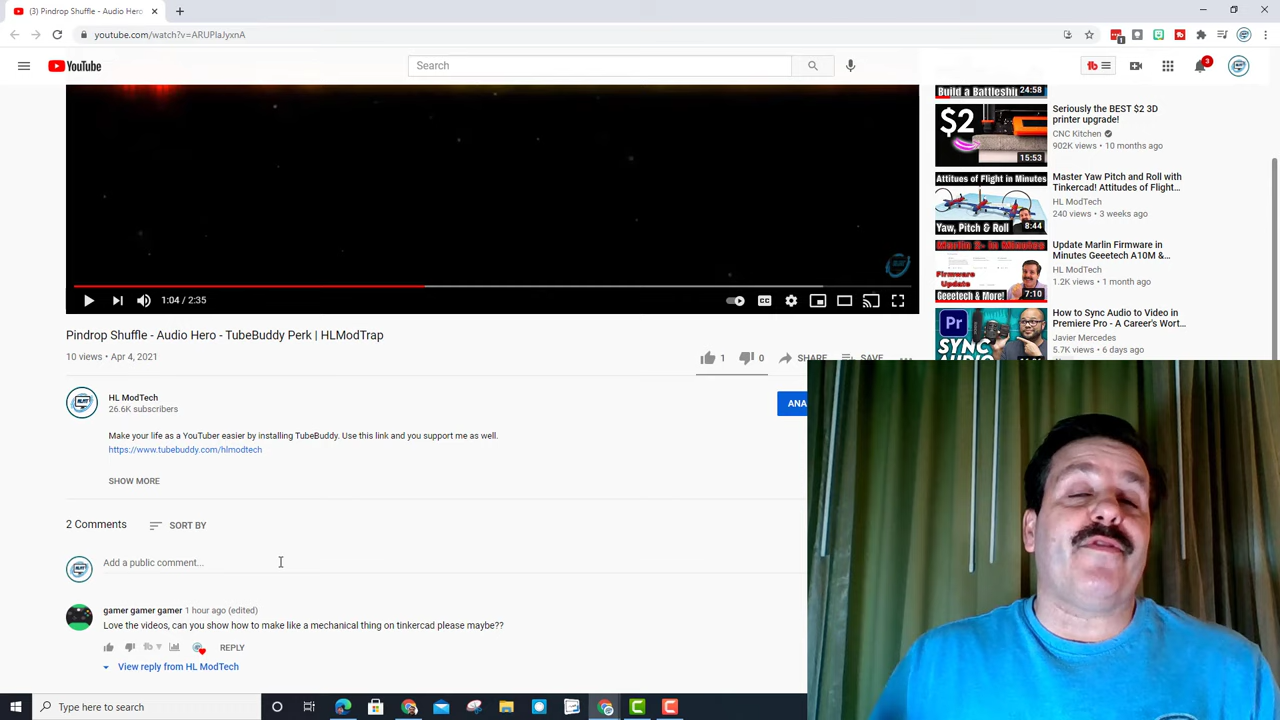 (3) Pindrop Shuffle - Audio Hero
youtube.com/watch?v=ARUPIaJyxnA
1
YouTube
Search
3
Build a Battleship
24:58
$2
15:53
Seriously the BEST $2 3D
printer upgrade!
CNC Kitchen
902K views • 10 months ago
Attitues of Flight in Minutes
Yaw, Pitch & Roll
8:44
Master Yaw Pitch and Roll with
Tinkercad! Attitudes of Flight...
HL ModTech
240 views • 3 weeks ago
Firmware
Update
Geeetech & More!
7:10
Update Marlin Firmware in
Minutes Geeetech A10M &...
HL ModTech
1.2K views • 1 month ago
Pr
SYNC
How to Sync Audio to Video in
Premiere Pro - A Career's Wort...
Javier Mercedes
5.7K views • 6 days ago
1:04 / 2:35
CC
Pindrop Shuffle - Audio Hero - TubeBuddy Perk | HLModTrap
10 views • Apr 4, 2021
1
0
SHARE
SAVE
HL ModTech
26.6K subscribers
ANA
Make your life as a YouTuber easier by installing TubeBuddy. Use this link and you support me as well.
https://www.tubebuddy.com/hlmodtech
SHOW MORE
2 Comments
SORT BY
Add a public comment...
gamer gamer gamer 1 hour ago (edited)
Love the videos, can you show how to make like a mechanical thing on tinkercad please maybe??
REPLY
View reply from HL ModTech
Type here to search